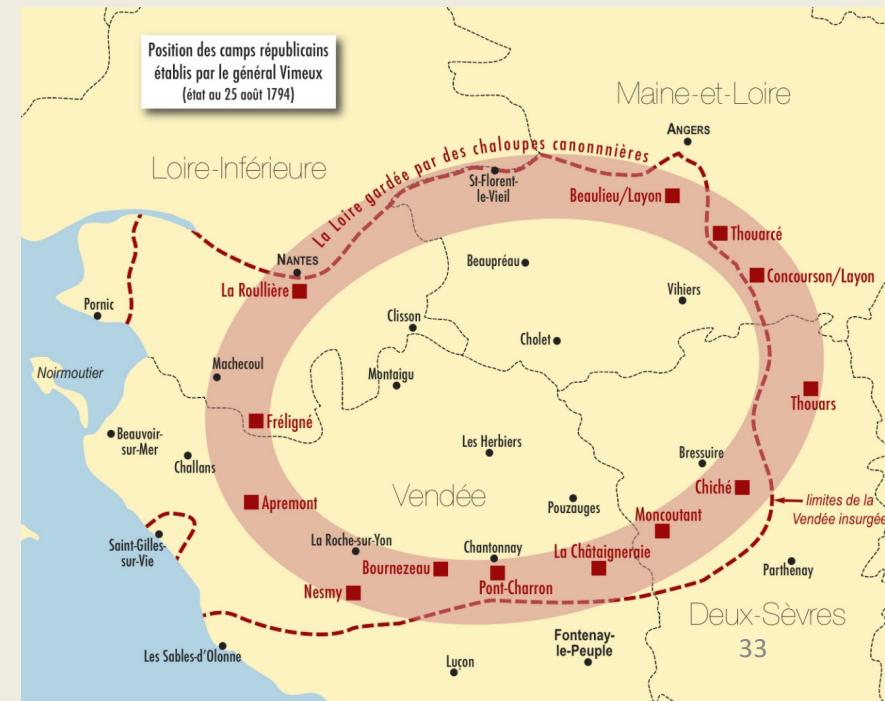 Position des camps républicains
établis par le général Vimeux
(état au 25 août 1794)
Maine-et-Loire
ANGERS
Loire-Inférieure
La Loire gardée par des chaloupes canonnnières
St-Florent-
le-Vieil
Beaulieu/Layon
Thouarcé
NANTES
Beaupréau
Concourson/Layon
La Roullière
Vihiers
Pornic
Clisson
Cholet
Machecoul
Noirmoutier
Montaigu
Thouars
Fréligné
Beauvoir-
sur-Mer
Challans
Les Herbiers
Bressuire
Vendée
Chiché
Apremont
Pouzauges
limites de la
Vendée insurgée
Moncoutant
Saint-Gilles-
sur-Vie
La Roche-sur-Yon
Chantonnay
La Châtaigneraie
Bournezeau
Pont-Charron
Parthenay
Nesmy
Deux-Sèvres
33
Les Sables-d'Olonne
Luçon
Fontenay-
le-Peuple